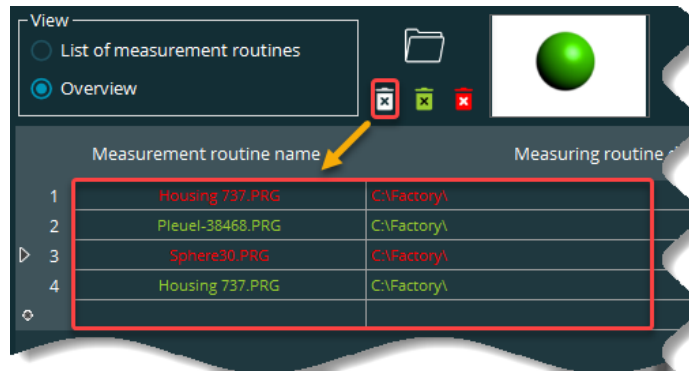 View
List of measurement routines
Overview
Measurement routine name Measuring routine
1 Housing 737.PRG C:\Factory\
2 Pleuel-38468.PRG C:\Factory\
3 Sphere30.PRG C:\Factory\
4 Housing 737.PRG C:\Factory\